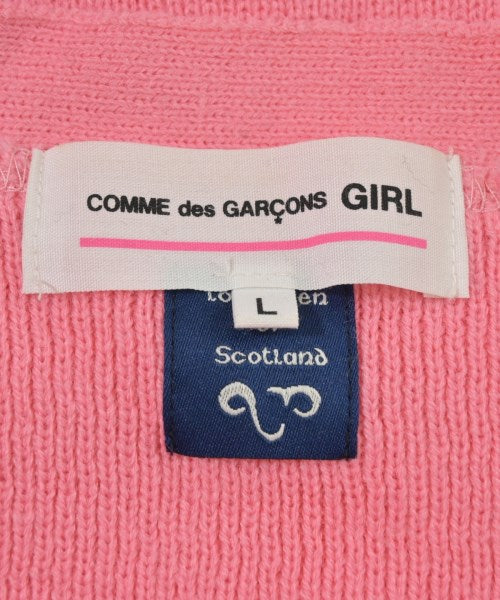 COMME des GARÇONS GIRL
L
Scotland